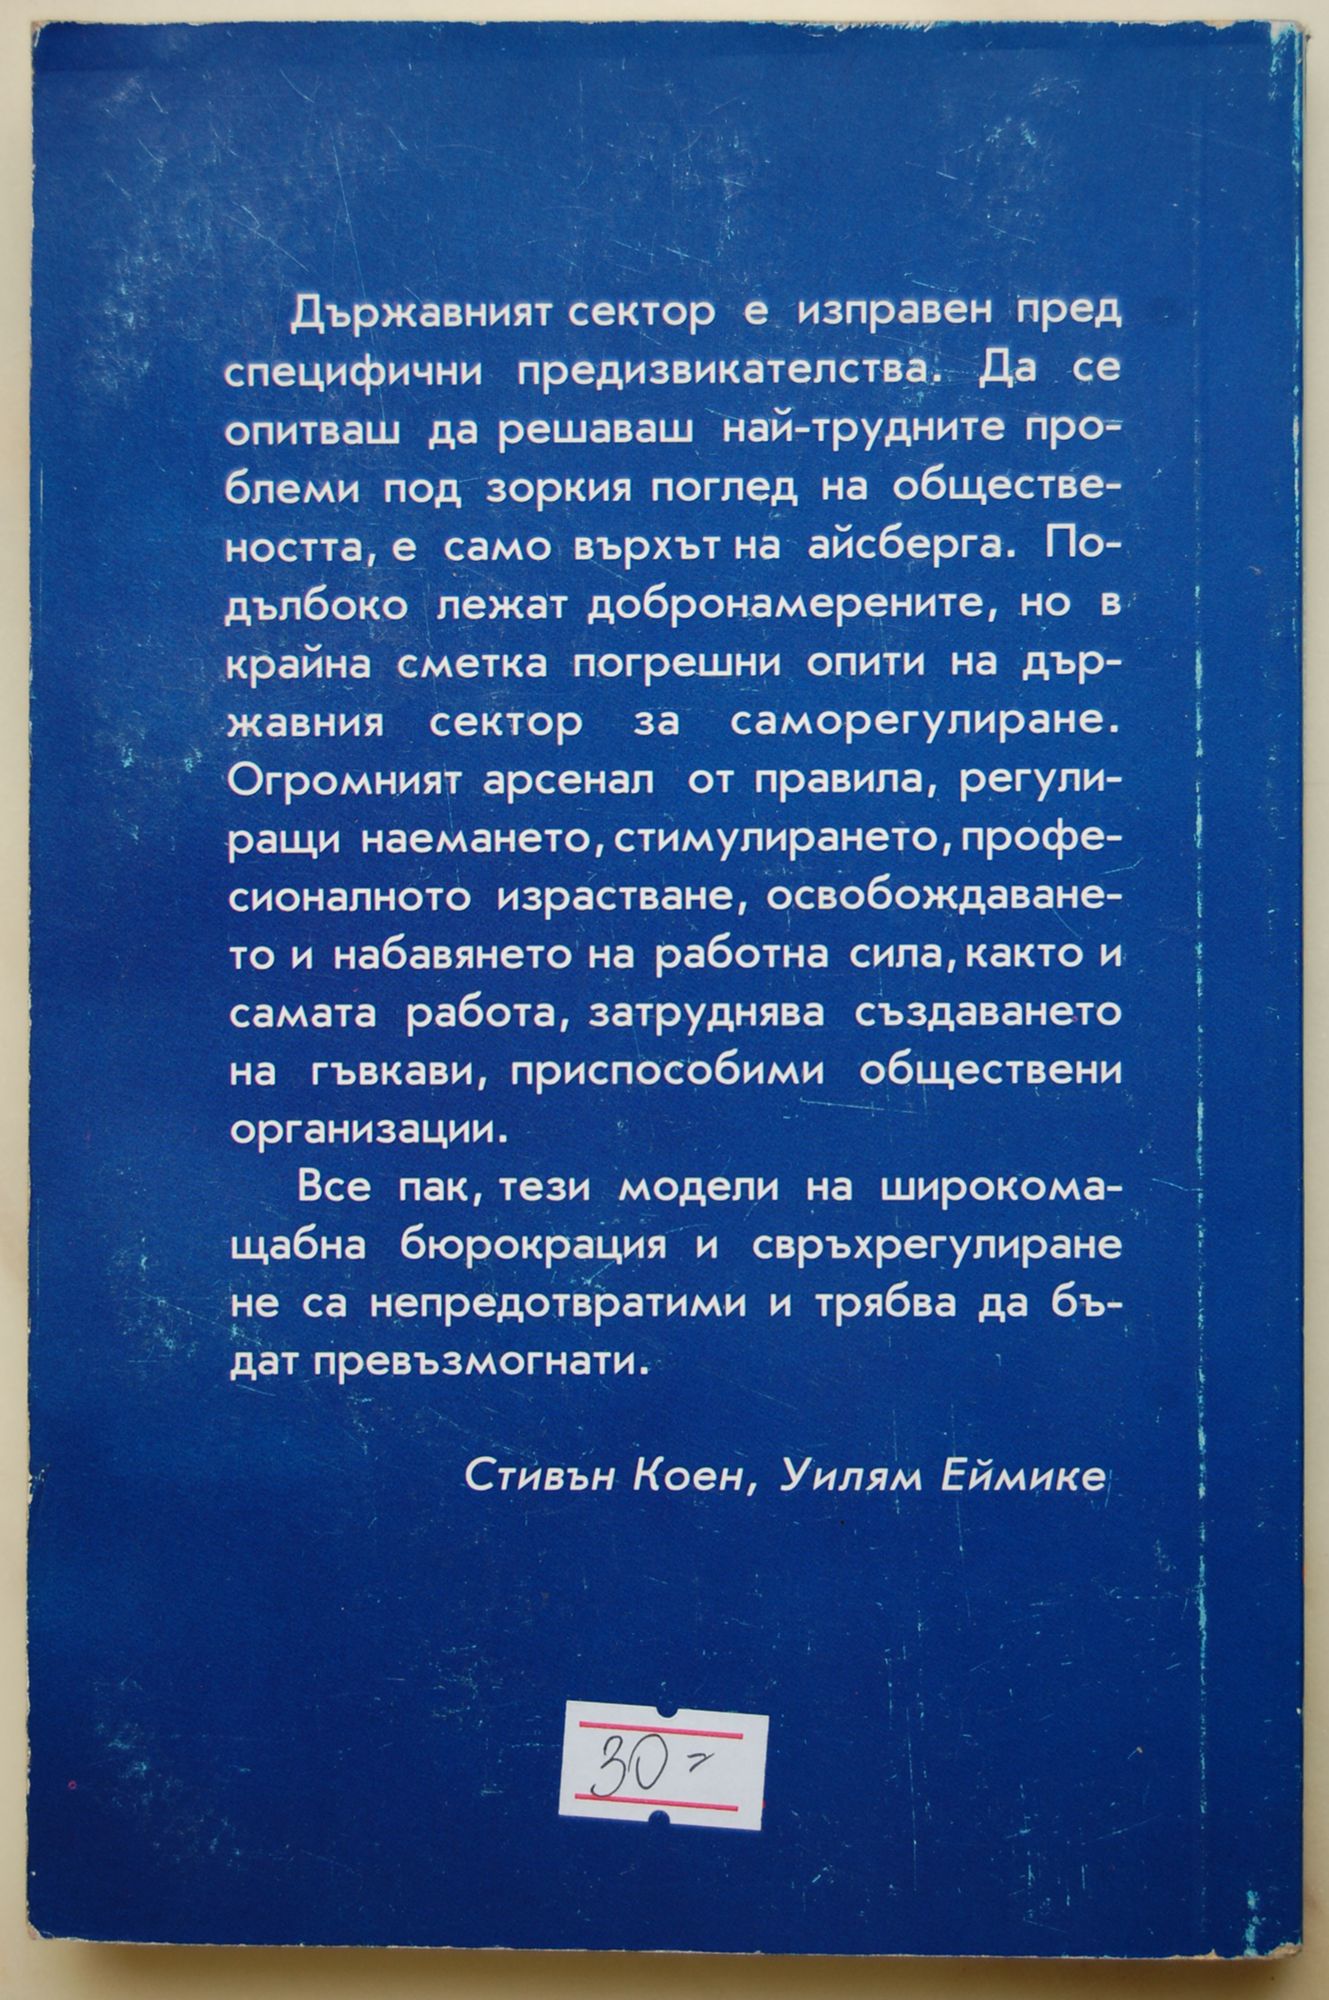 Държавният сектор е изправен пред
специфични предизвикателства. Да се
опитваш да решаваш най-трудните про-
блеми под зоркия поглед на обществе-
ността, е само върхът на айсберга. По-
дълбоко лежат добронамерените, но в
крайна сметка погрешни опити на дър-
жавния сектор за саморегулиране.
Огромният арсенал от правила, регули-
ращи наемането, стимулирането, профе-
сионалното израстване, освобождаване-
то и набавянето на работна сила, както и
самата работа, затруднява създаването
на гъвкави, приспособими обществени
организации.
Все пак, тези модели на широкома-
щабна бюрокрация и свръхрегулиране
не са непредотвратими и трябва да бъ-
дат превъзмогнати.
Стивън Коен, Уилям Еймике
30-